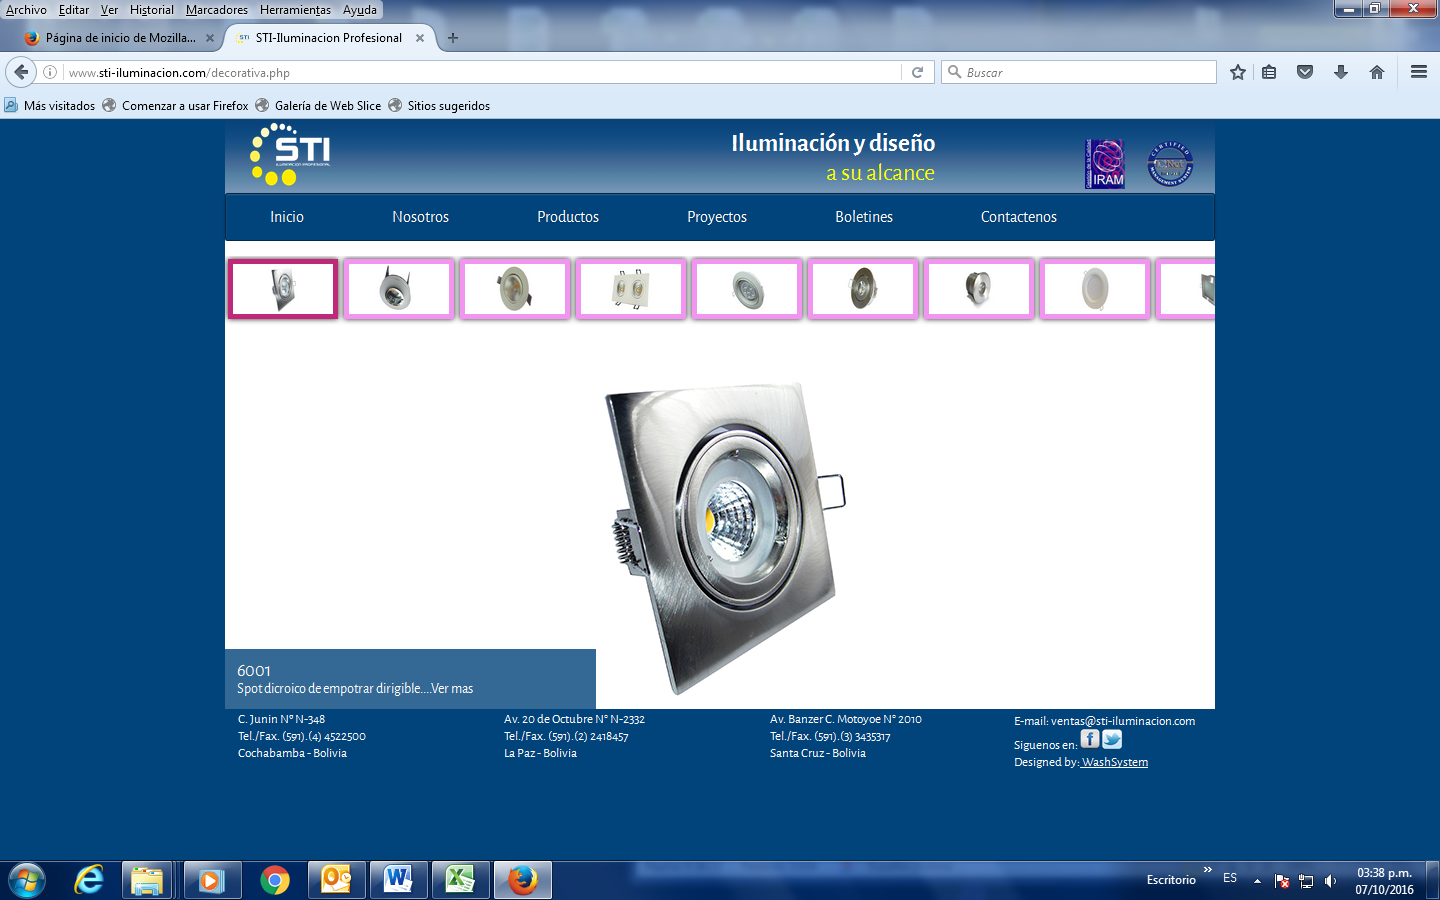 Archivo Editar Ver Historial Marcadores Herramientas Ayuda
Página de inicio de Mozilla...
STI-Iluminacion Profesional
www.sti-iluminacion.com/decorativa.php
Buscar
Más visitados
Comenzar a usar Firefox
Galería de Web Slice
Sitios sugeridos
STI
ILUMINACION PROFESIONAL
Iluminación y diseño
a su alcance
IRAM
Inicio
Nosotros
Productos
Proyectos
Boletines
Contactenos
6001
Spot dicroico de empotrar dirigible....Ver mas
C. Junin Nº N-348
Tel./Fax. (591).(4) 4522500
Cochabamba - Bolivia
Av. 20 de Octubre N° N-2332
Tel./Fax. (591).(2) 2418457
La Paz - Bolivia
Av. Banzer C. Motoyoe N° 2010
Tel./Fax. (591).(3) 3435317
Santa Cruz - Bolivia
E-mail: ventas@sti-iluminacion.com
Siguenos en:
Designed by: WashSystem
Escritorio
ES
03:38 p.m.
07/10/2016